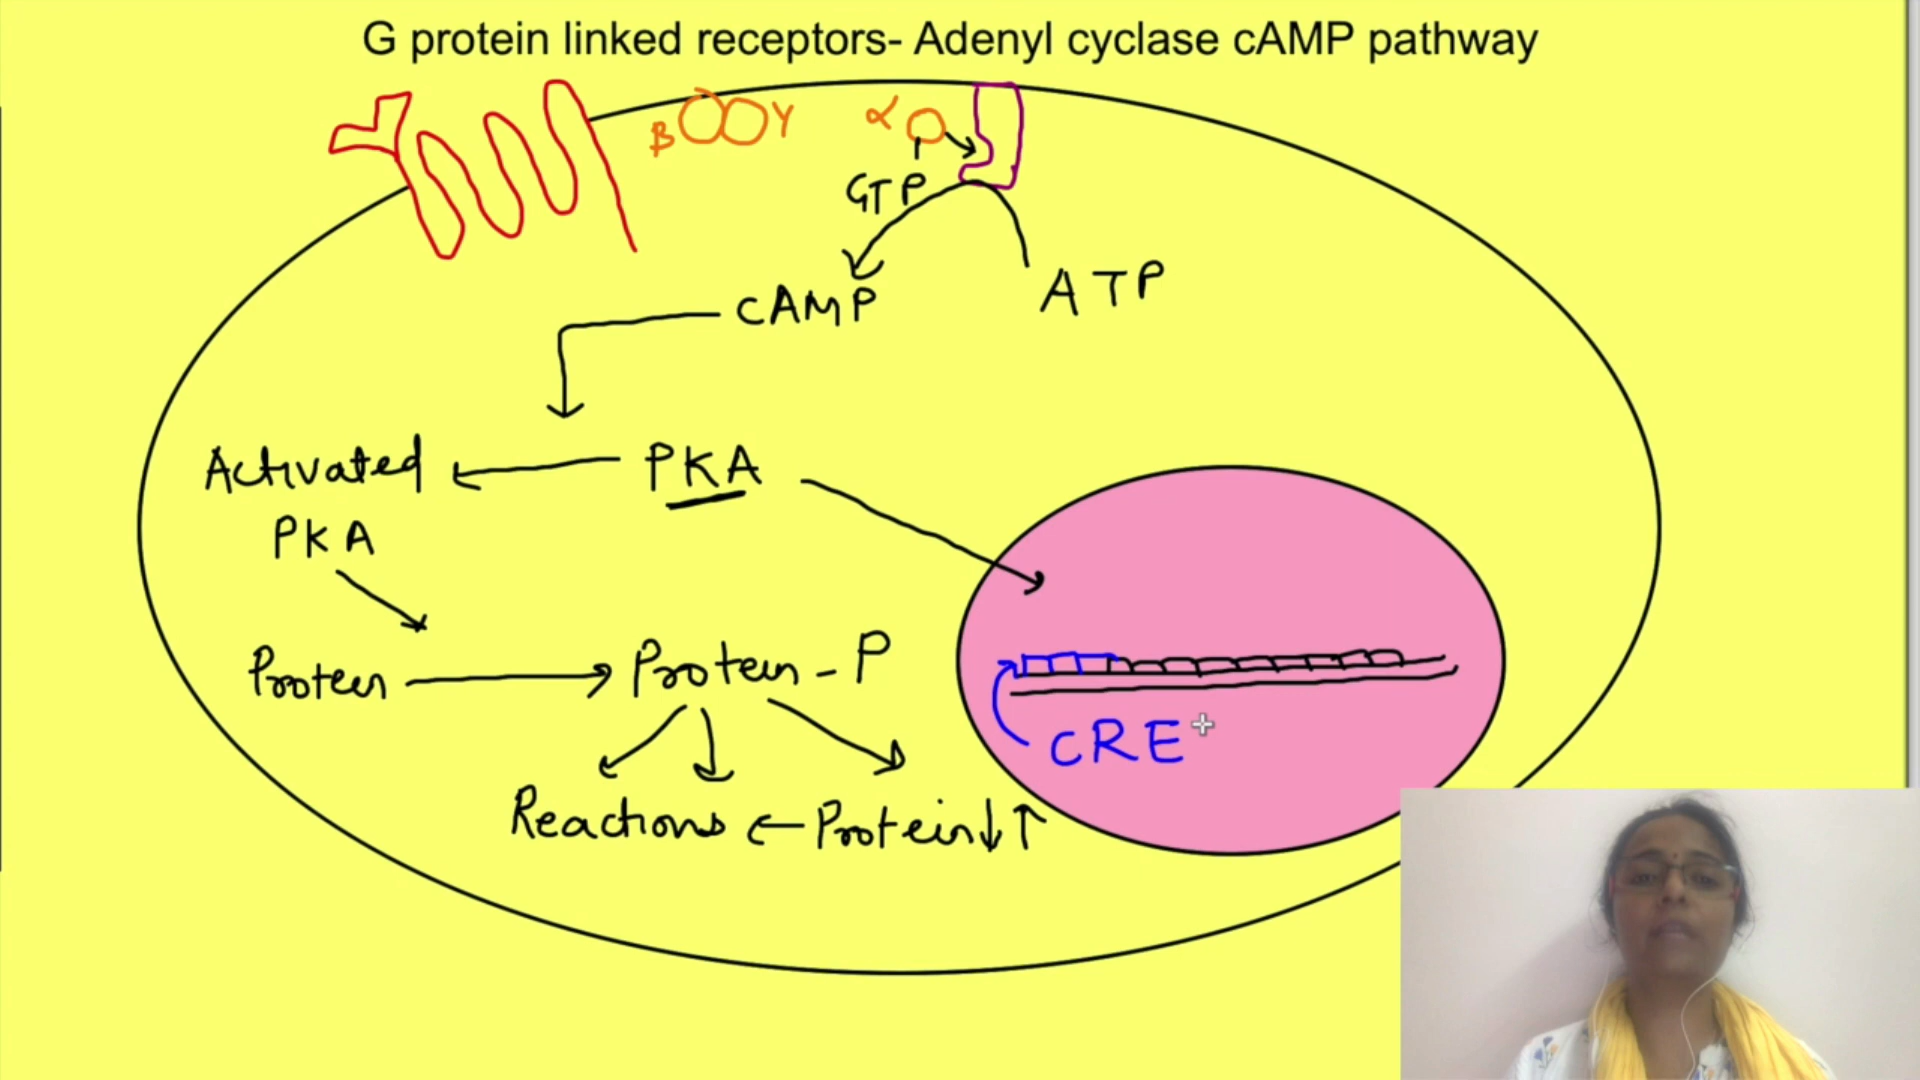 G protein linked receptors- Adenyl cyclase cAMP pathway
B Y α
GTP
cAMP ATP
Activated PKA
PKA
Protein Protein - P
CRE
Reactions Protein ↓ ↑